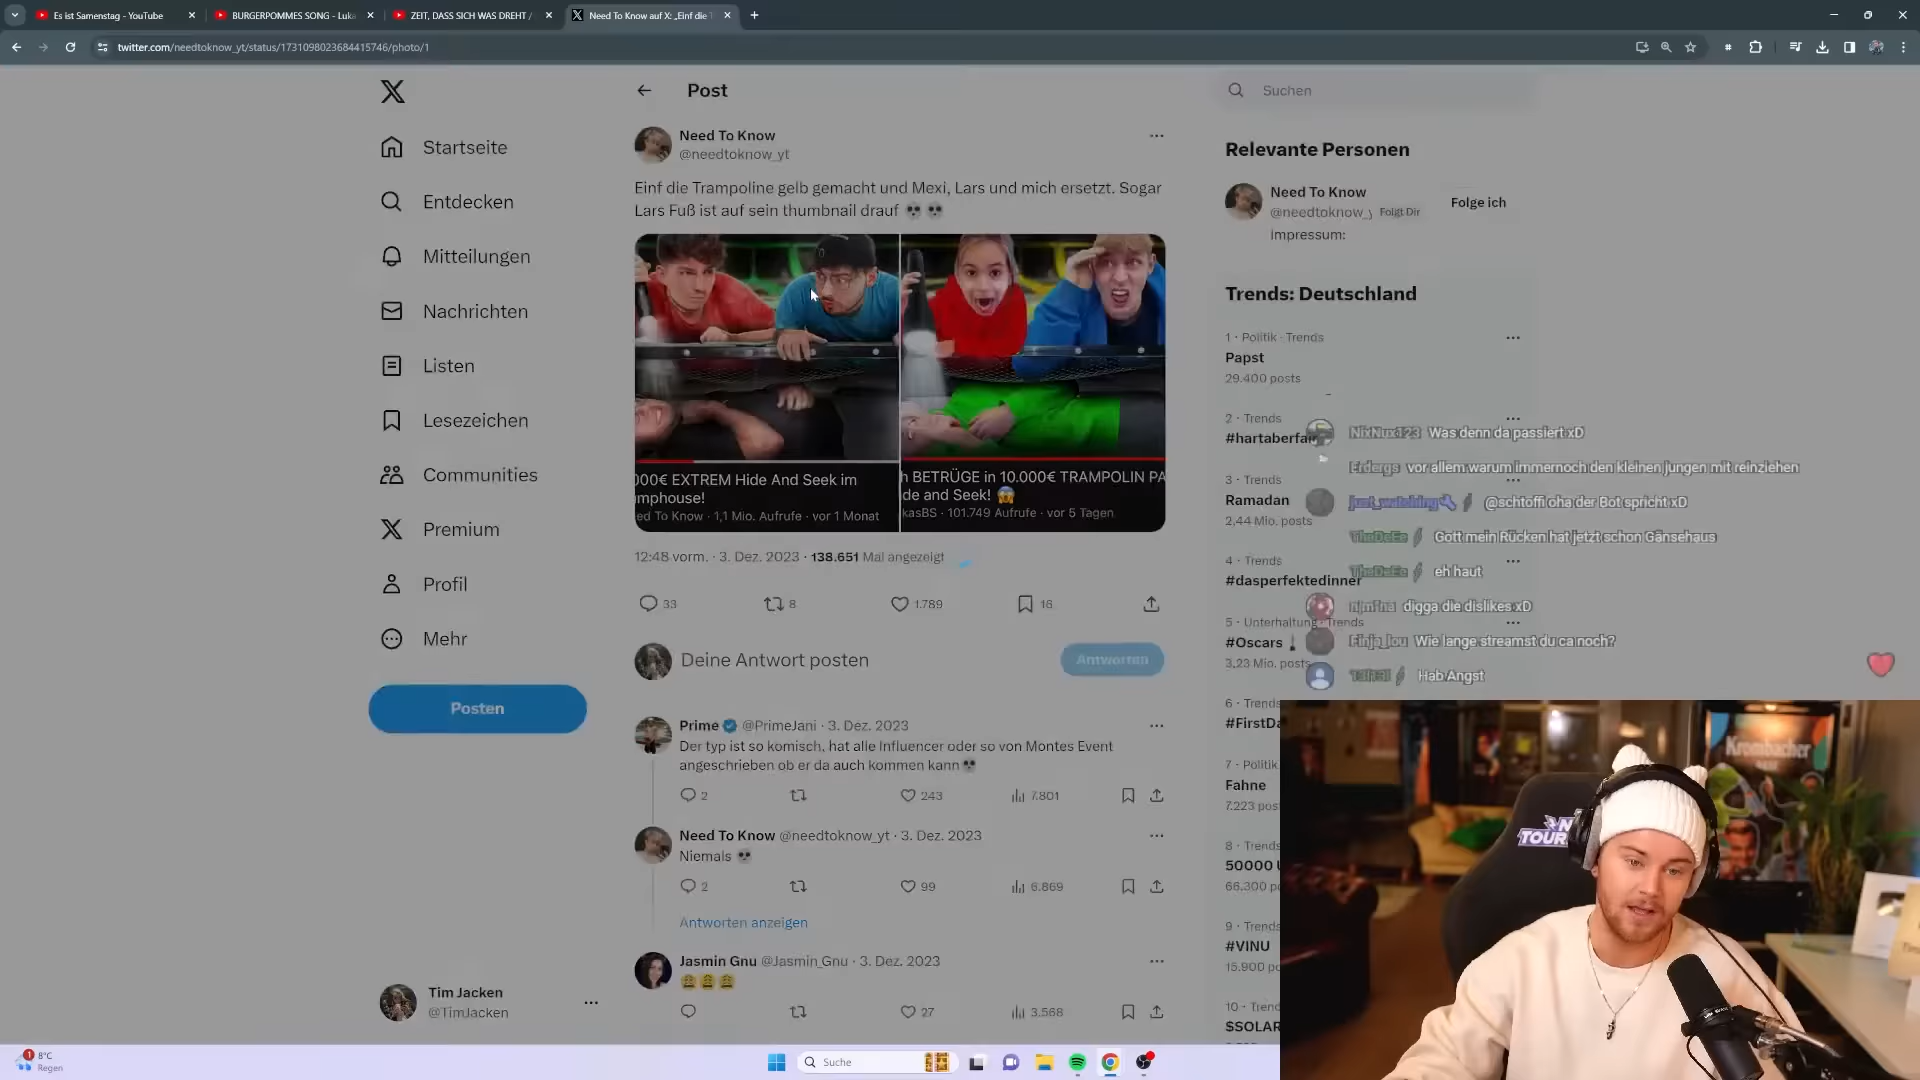 Es ist Samenstag - YouTube
BURGERPOMMES SONG - Luka
ZEIT, DASS SICH WAS DREHT /
Need To Know auf X: „Einf die T
twitter.com/needtoknow_yt/status/1731098023684415746/photo/1
Startseite
Entdecken
Mitteilungen
Nachrichten
Listen
Lesezeichen
Communities
Premium
Profil
Mehr
Posten
Tim Jacken
@TimJacken
Post
Need To Know
@needtoknow_yt
Einf die Trampoline gelb gemacht und Mexi, Lars und mich ersetzt. Sogar
Lars Fuß ist auf sein thumbnail drauf 💀 💀
000€ EXTREM Hide And Seek im
mphouse!
ed To Know · 1,1 Mio. Aufrufe · vor 1 Monat
h BETRÜGE in 10.000€ TRAMPOLIN PA
de and Seek! 😱
kasBS · 101.749 Aufrufe · vor 5 Tagen
12:48 vorm. · 3. Dez. 2023 · 138.651 Mal angezeigt
33
8
1.789
16
Deine Antwort posten
Antworten
Prime @PrimeJani · 3. Dez. 2023
Der typ ist so komisch, hat alle Influencer oder so von Montes Event
angeschrieben ob er da auch kommen kann💀
2
243
7.801
Need To Know @needtoknow_yt · 3. Dez. 2023
Niemals 💀
2
99
6.869
Antworten anzeigen
Jasmin Gnu @Jasmin_Gnu · 3. Dez. 2023
😩😩😩
27
3.568
Suchen
Relevante Personen
Need To Know
@needtoknow_y Folgt Dir
Folge ich
impressum:
Trends: Deutschland
1 · Politik · Trends
Papst
29.400 posts
2 · Trends
#hartaberfair
3 · Trends
Ramadan
2,44 Mio. posts
4 · Trends
#dasperfektedinner
5 · Unterhaltung · Trends
#Oscars
3,23 Mio. posts
6 · Trends
#FirstDa
7 · Politik
Fahne
7.223 pos
8 · Trends
50000
66.300 p
9 · Trends
#VINU
15.900 p
10 · Trend
$SOLAR
NixNux123 Was denn da passiert xD
Erdergs vor allem warum immernoch den kleinen jungen mit reinziehen
just_watching @schtoffi oha der Bot spricht xD
TheDeEe Gott mein Rücken hat jetzt schon Gänsehaus
TheDeEe eh haut
digga die dislikes xD
Finja_lou Wie lange streamst du ca noch?
Hab Angst
Krombacher
TOUR
8°C
Regen
Suche